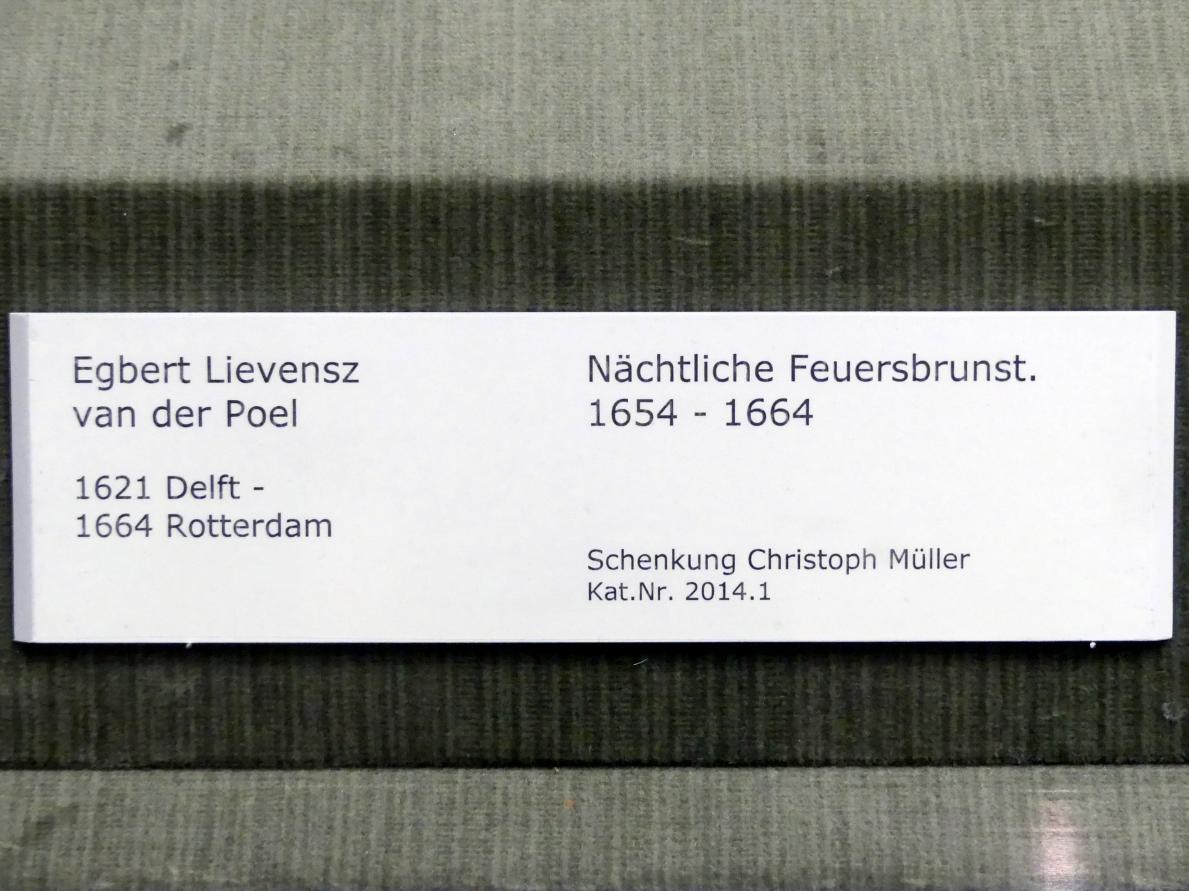 Egbert Lievensz
van der Poel
1621 Delft -
1664 Rotterdam
Nächtliche Feuersbrunst.
1654 - 1664
Schenkung Christoph Müller
Kat.Nr. 2014.1